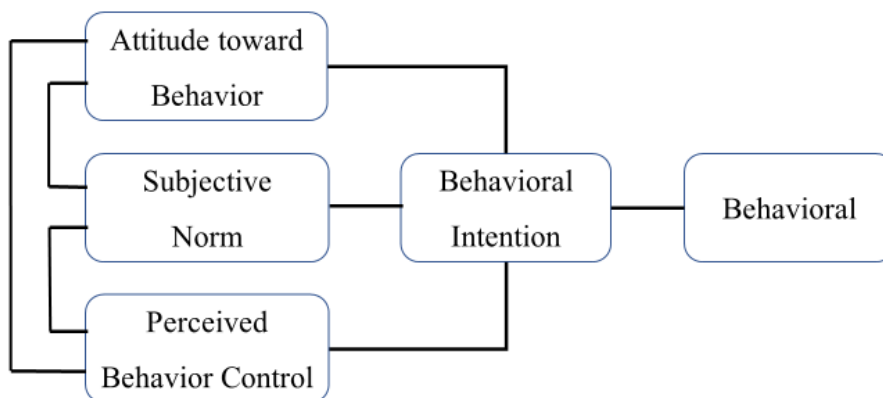 Attitude toward
Behavior
Subjective
Norm
Behavioral
Intention
Behavioral
Perceived
Behavior Control